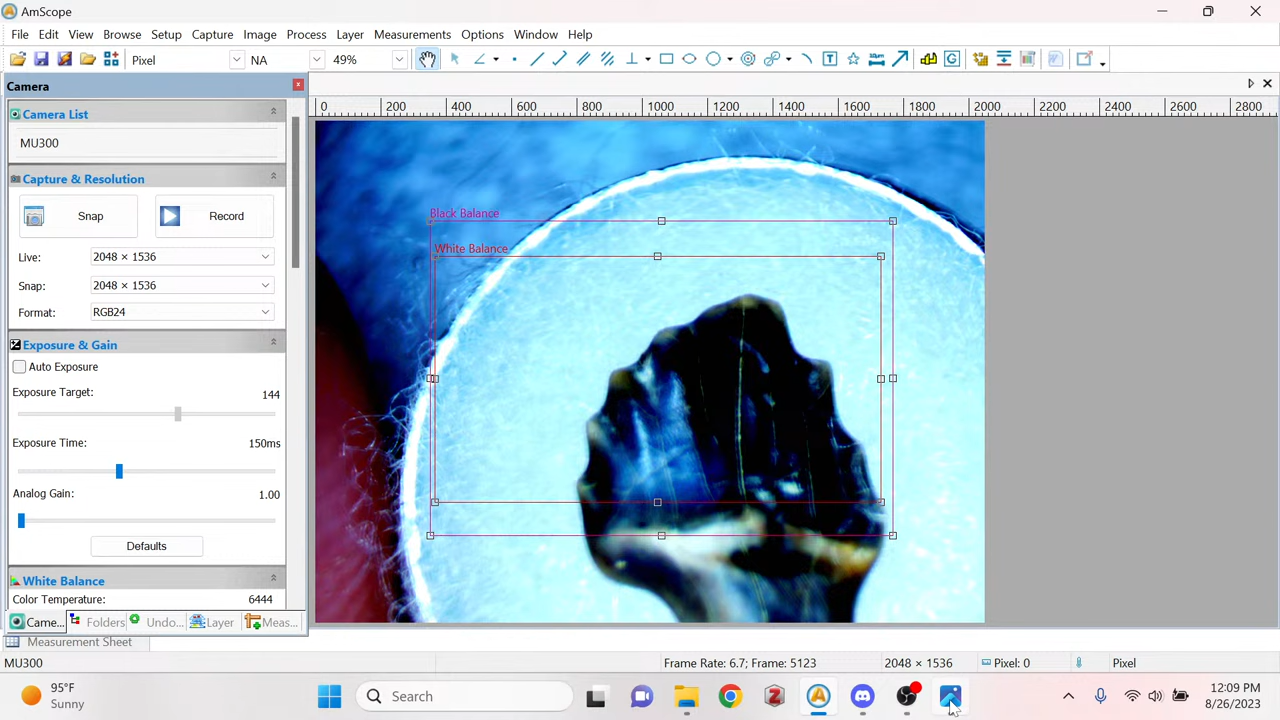 AmScope
File Edit View Browse Setup Capture Image Process Layer Measurements Options Window Help
Pixel NA 49%
Camera
0 200 400 600 800 1000 1200 1400 1600 1800 2000 2200 2400 2600 2800
Camera List
MU300
Capture & Resolution
Snap Record
Live: 2048 × 1536
Snap: 2048 × 1536
Format: RGB24
Exposure & Gain
Auto Exposure
Exposure Target: 144
Exposure Time: 150ms
Analog Gain: 1.00
Defaults
White Balance
Color Temperature: 6444
Black Balance
White Balance
Came... Folders Undo... Layer Meas...
Measurement Sheet
MU300 Frame Rate: 6.7; Frame: 5123 2048 × 1536 Pixel: 0 Pixel
95°F
Sunny
Search
12:09 PM
8/26/2023